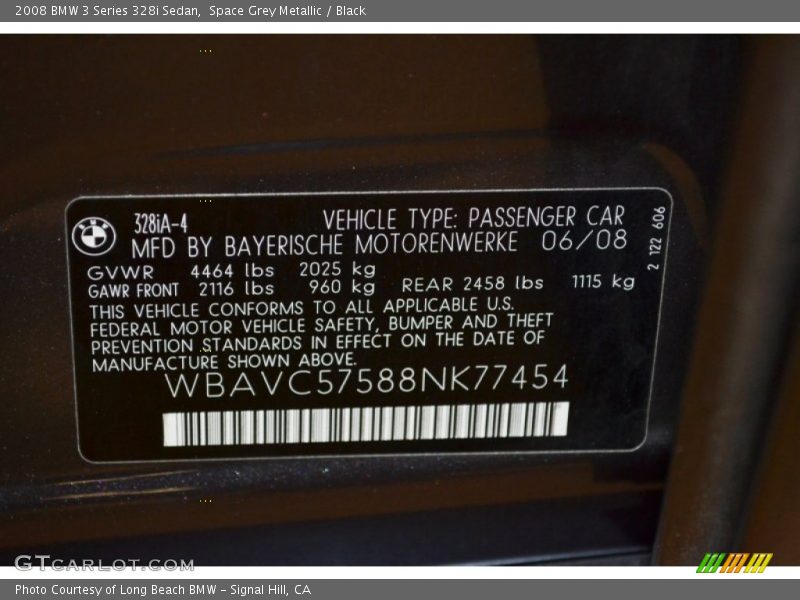 2008 BMW 3 Series 328i Sedan,  Space Grey Metallic / Black
328iA-4
VEHICLE TYPE: PASSENGER CAR
MFD BY BAYERISCHE MOTORENWERKE 06/08
GVWR 4464 lbs 2025 kg
GAWR FRONT 2116 lbs 960 kg REAR 2458 lbs 1115 kg
THIS VEHICLE CONFORMS TO ALL APPLICABLE U.S.
FEDERAL MOTOR VEHICLE SAFETY, BUMPER AND THEFT
PREVENTION STANDARDS IN EFFECT ON THE DATE OF
MANUFACTURE SHOWN ABOVE.
WBAVC57588NK77454
2 122 606
GTCARLOT.COM
Photo Courtesy of Long Beach BMW - Signal Hill, CA